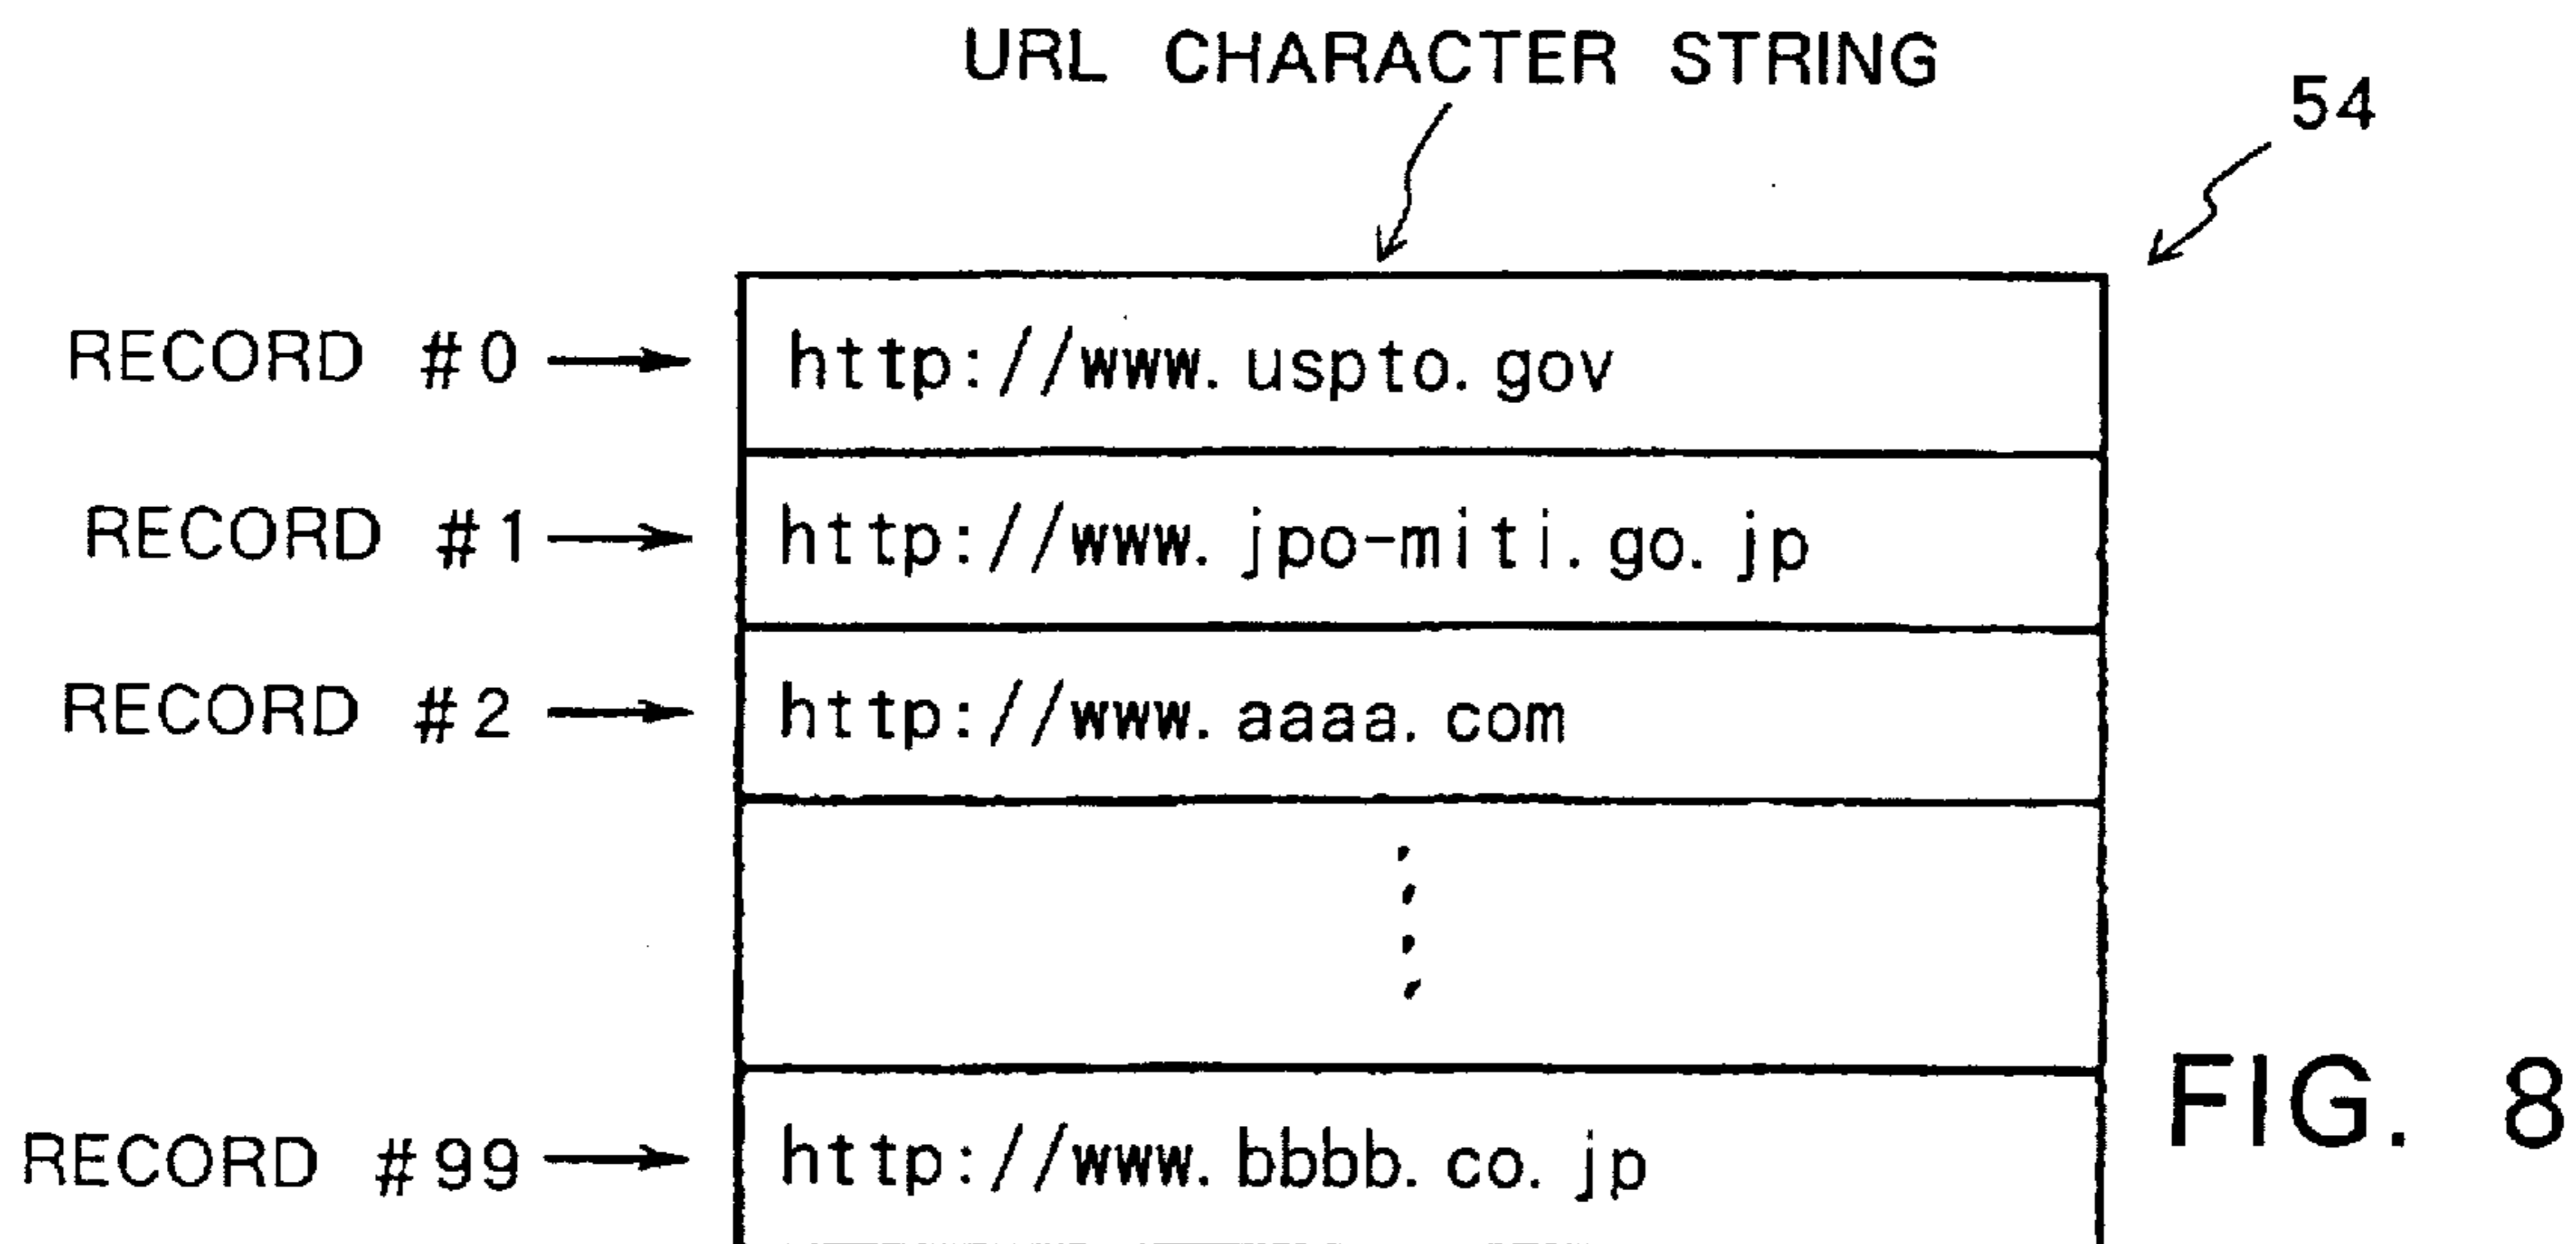 URL CHARACTER STRING
54
RECORD #0 http://www.uspto.gov
RECORD #1 http://www.jpo-miti.go.jp
RECORD #2 http://www.aaaa.com
RECORD #99 http://www.bbbb.co.jp
FIG. 8